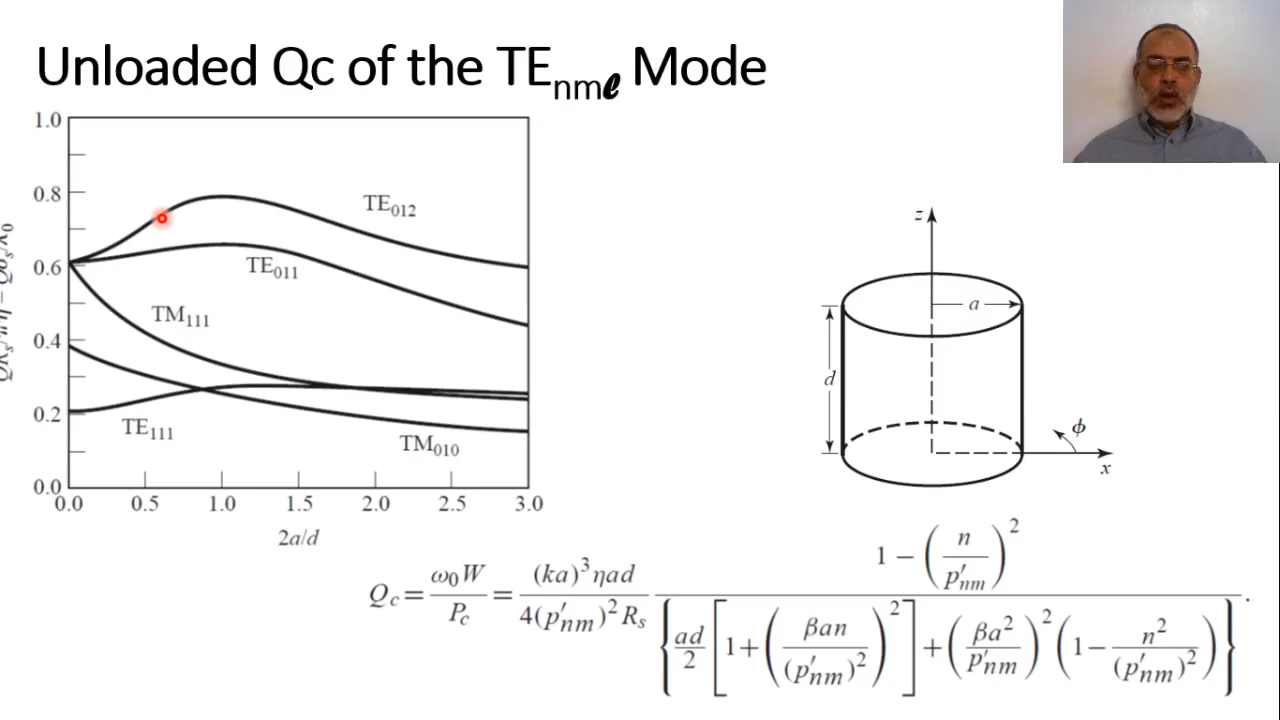 Unloaded Qc of the TEₙₘℓ Mode
1.0
0.8
0.6
0.4
0.2
0.0
0.0 0.5 1.0 1.5 2.0 2.5 3.0
2a/d
TE₀₁₂
TE₀₁₁
TM₁₁₁
TE₁₁₁
TM₀₁₀
z
a
d
ϕ
x
Q_c = ω₀W / P_c = (ka)³ηad / 4(p′ₙₘ)²R_s · 1 − (n / p′ₙₘ)² / { ad/2 [ 1 + ( βan / (p′ₙₘ)² )² ] + ( βa² / p′ₙₘ )² ( 1 − n² / (p′ₙₘ)² ) } .